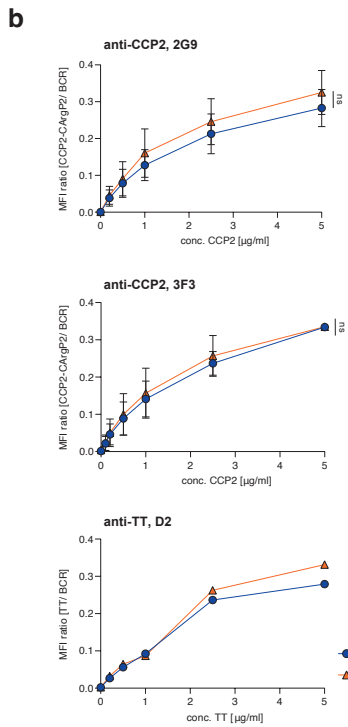 b
anti-CCP2, 2G9
MFI ratio [CCP2-CArgP2/ BCR]
0.4
0.3
0.2
0.1
0.0
0 1 2 3 4 5
conc. CCP2 [µg/ml]
ns
anti-CCP2, 3F3
MFI ratio [CCP2-CArgP2/ BCR]
0.4
0.3
0.2
0.1
0.0
0 1 2 3 4 5
conc. CCP2 [µg/ml]
ns
anti-TT, D2
MFI ratio [TT/ BCR]
0.4
0.3
0.2
0.1
0.0
0 1 2 3 4 5
conc. TT [µg/ml]